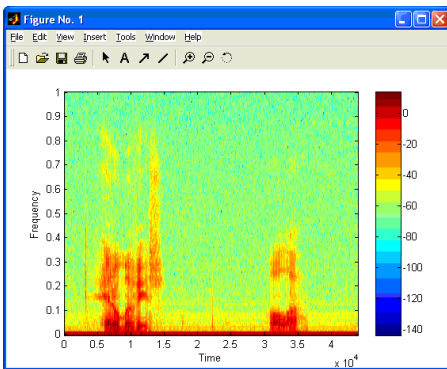 Figure No. 1
File Edit View Insert Tools Window Help
A
1
0.9
0.8
0.7
0.6
0.5
0.4
0.3
0.2
0.1
0
Frequency
0 0.5 1 1.5 2 2.5 3 3.5 4
Time
x 10^4
0
-20
-40
-60
-80
-100
-120
-140